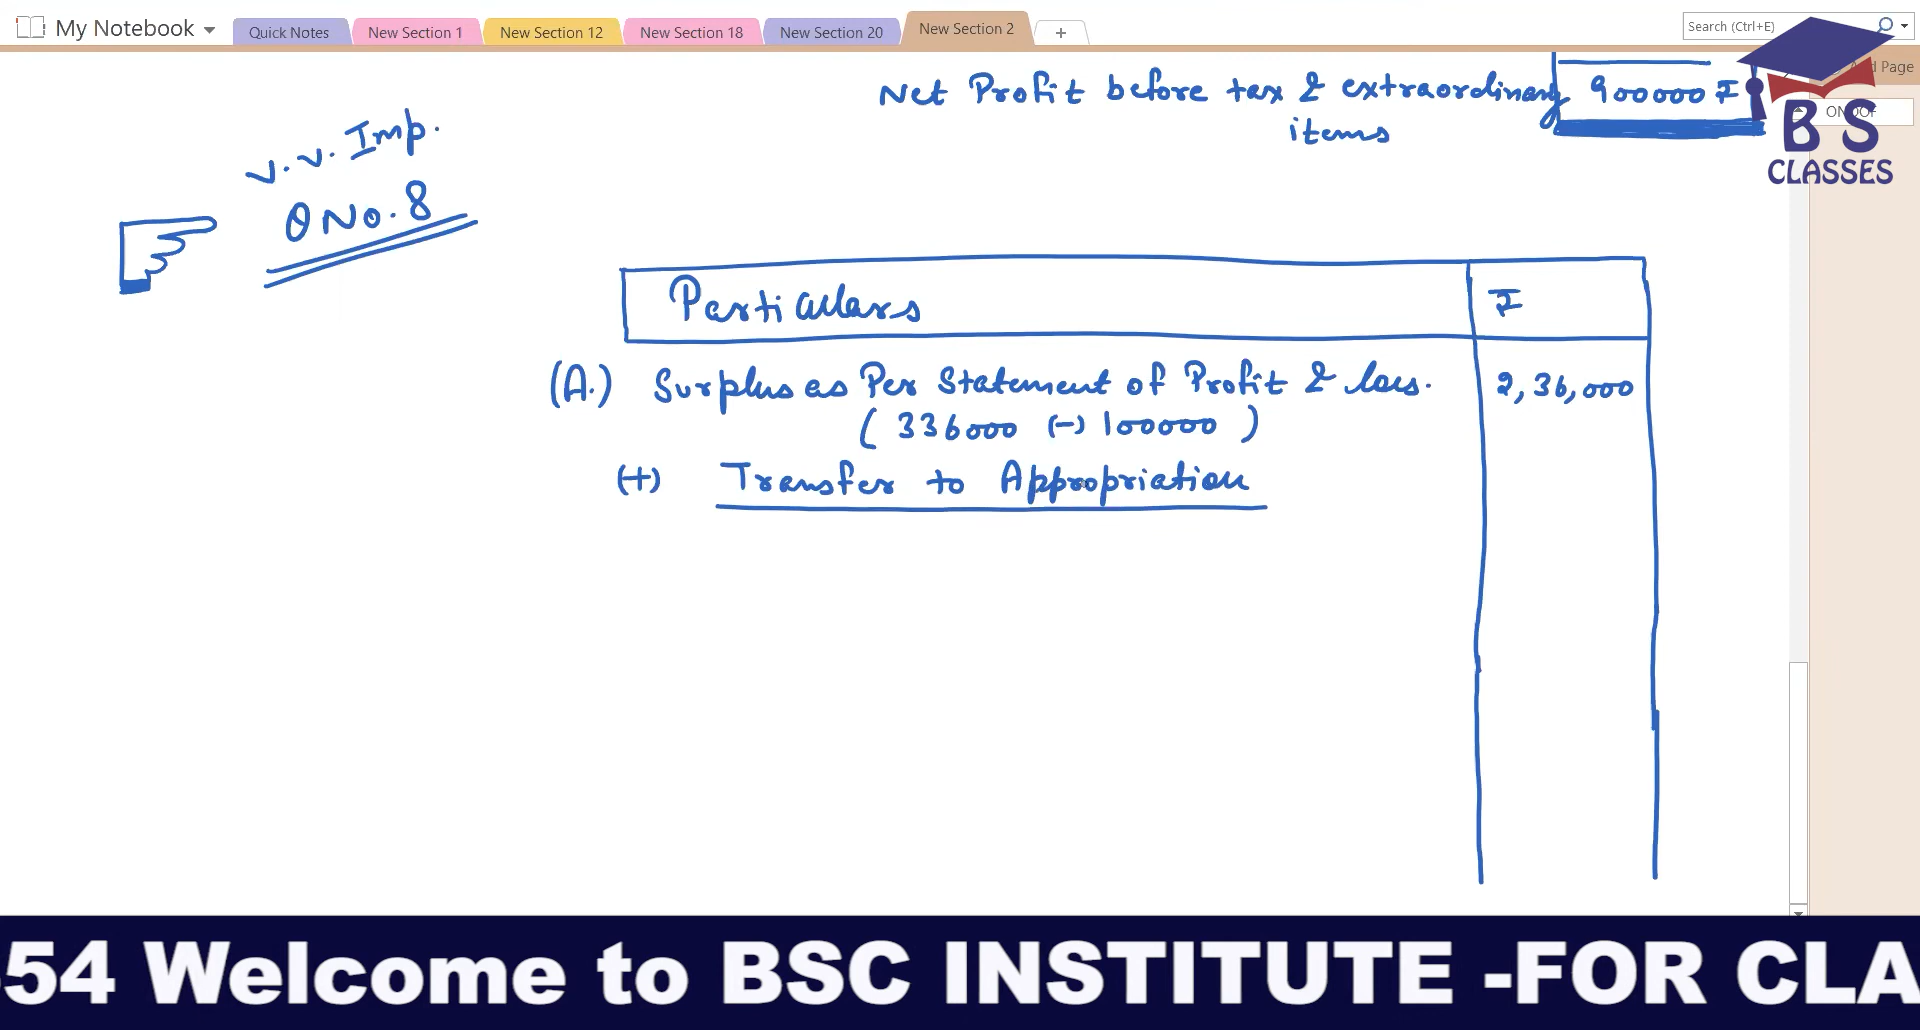 My Notebook
Quick Notes
New Section 1
New Section 12
New Section 18
New Section 20
New Section 2
+
Search (Ctrl+E)
Page
Net Profit before tax & extraordinary items 900000 ₹
B S
CLASSES
v.v. Imp.
Q No. 8
Particulars ₹
(A.) Surplus as Per Statement of Profit & loss. 2,36,000
(336000 (-) 100000)
(+) Transfer to Appropriation
54 Welcome to BSC INSTITUTE -FOR CLA